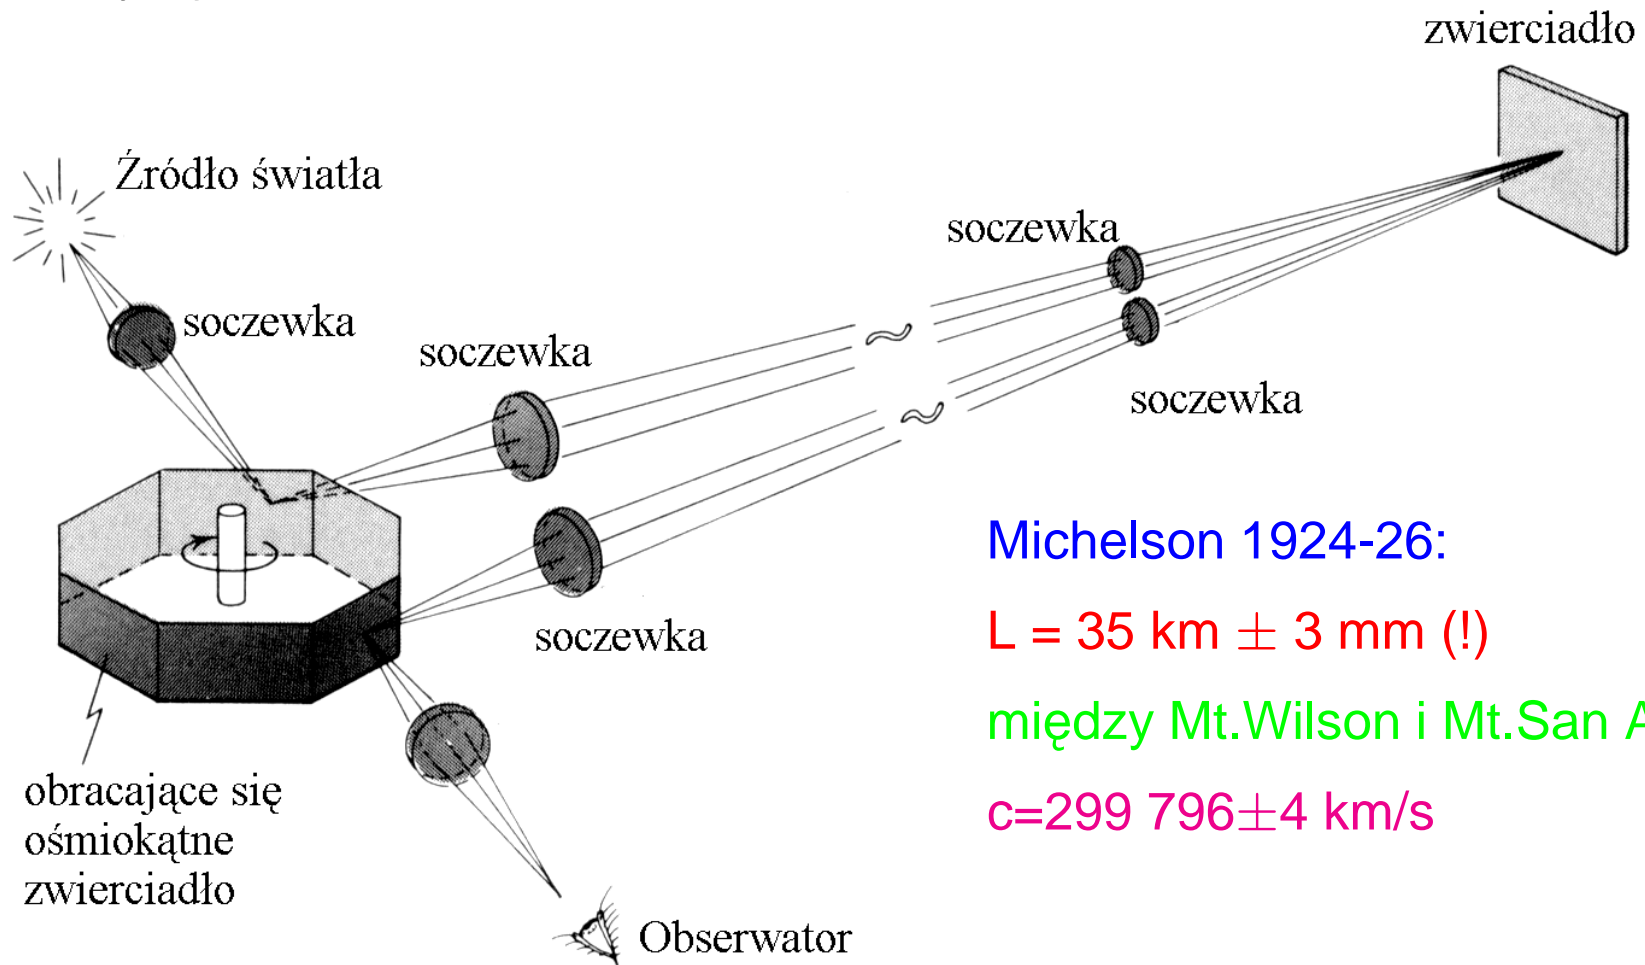 zwierciadło
Źródło światła
soczewka
soczewka
soczewka
soczewka
soczewka
Michelson 1924-26:
L = 35 km ± 3 mm (!)
między Mt.Wilson i Mt.San
c=299 796±4 km/s
obracające się
ośmiokątne
zwierciadło
Obserwator